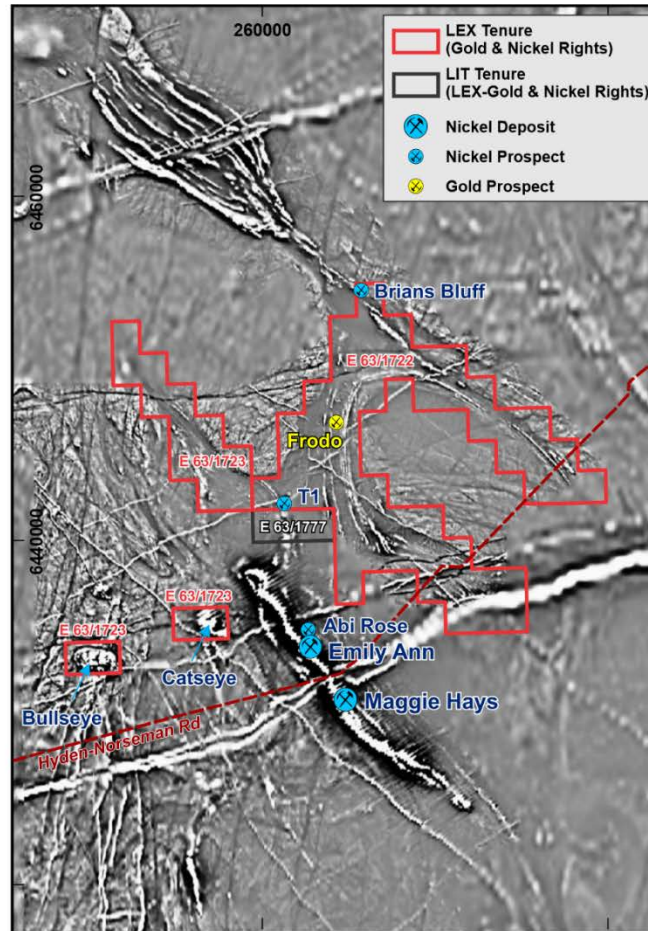 260000
LEX Tenure
(Gold & Nickel Rights)
LIT Tenure
(LEX-Gold & Nickel Rights)
Nickel Deposit
Nickel Prospect
Gold Prospect
6460000
Brians Bluff
E 63/1722
Frodo
E 63/1723
T1
E 63/1777
6440000
E 63/1723
E 63/1723
Abi Rose
Emily Ann
Catseye
Bullseye
Maggie Hays
Hyden-Norseman Rd